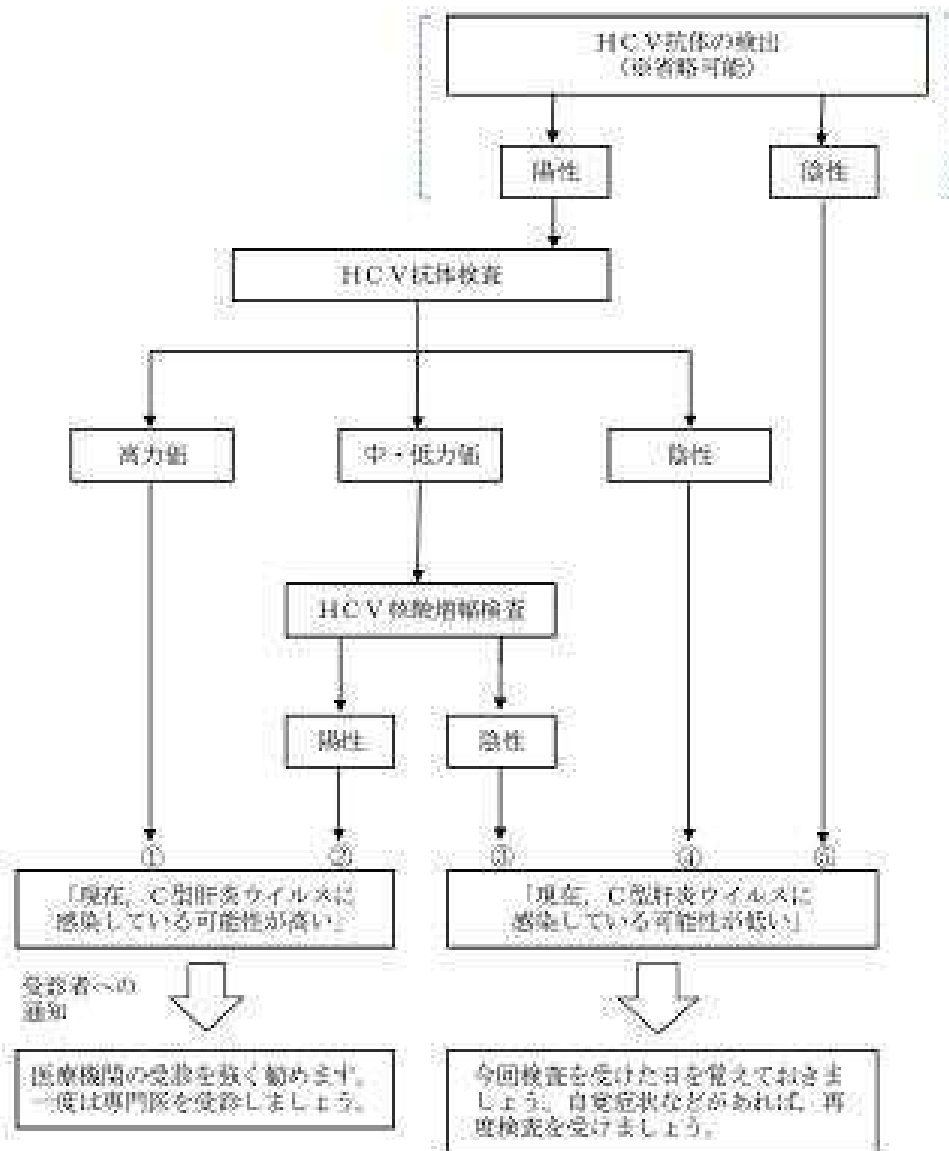 HCV抗体の検出
(※省略可能)
陽性
陰性
HCV抗体検査
高力価
中・低力価
陰性
HCV核酸増幅検査
陽性
陰性
①
②
③
④
⑤
「現在，C型肝炎ウイルスに
感染している可能性が高い」
「現在，C型肝炎ウイルスに
感染している可能性が低い」
受診者への
通知
医療機関の受診を強く勧めます。
一度は専門医を受診しましょう。
今回検査を受けた日を覚えておきま
しょう。自覚症状などがあれば，再
度検査を受けましょう。